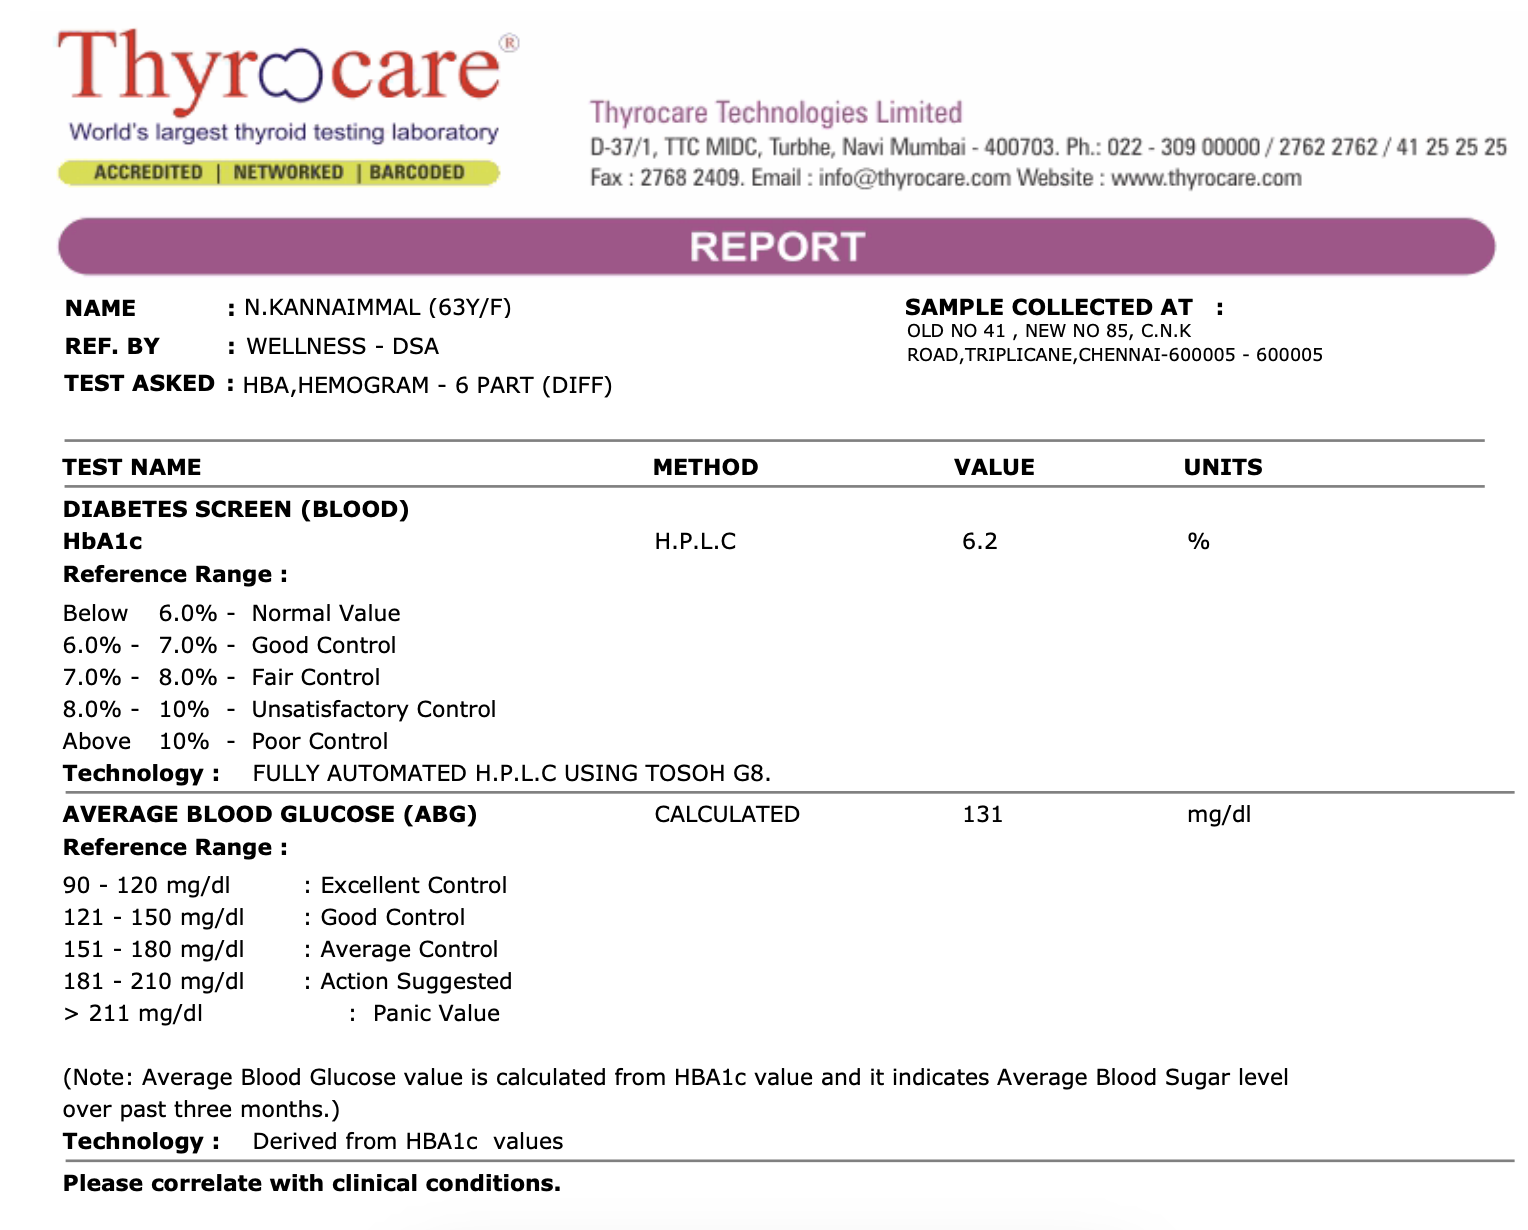 Thyrocare®
World's largest thyroid testing laboratory
ACCREDITED | NETWORKED | BARCODED
Thyrocare Technologies Limited
D-37/1, TTC MIDC, Turbhe, Navi Mumbai - 400703. Ph.: 022 - 309 00000 / 2762 2762 / 41 25 25 25
Fax : 2768 2409. Email : info@thyrocare.com Website : www.thyrocare.com
REPORT
NAME : N.KANNAIMMAL (63Y/F)
REF. BY : WELLNESS - DSA
TEST ASKED : HBA,HEMOGRAM - 6 PART (DIFF)
SAMPLE COLLECTED AT :
OLD NO 41 , NEW NO 85, C.N.K
ROAD,TRIPLICANE,CHENNAI-600005 - 600005
TEST NAME METHOD VALUE UNITS
DIABETES SCREEN (BLOOD)
HbA1c H.P.L.C 6.2 %
Reference Range :
Below 6.0% - Normal Value
6.0% - 7.0% - Good Control
7.0% - 8.0% - Fair Control
8.0% - 10% - Unsatisfactory Control
Above 10% - Poor Control
Technology : FULLY AUTOMATED H.P.L.C USING TOSOH G8.
AVERAGE BLOOD GLUCOSE (ABG) CALCULATED 131 mg/dl
Reference Range :
90 - 120 mg/dl : Excellent Control
121 - 150 mg/dl : Good Control
151 - 180 mg/dl : Average Control
181 - 210 mg/dl : Action Suggested
> 211 mg/dl : Panic Value
(Note: Average Blood Glucose value is calculated from HBA1c value and it indicates Average Blood Sugar level
over past three months.)
Technology : Derived from HBA1c values
Please correlate with clinical conditions.